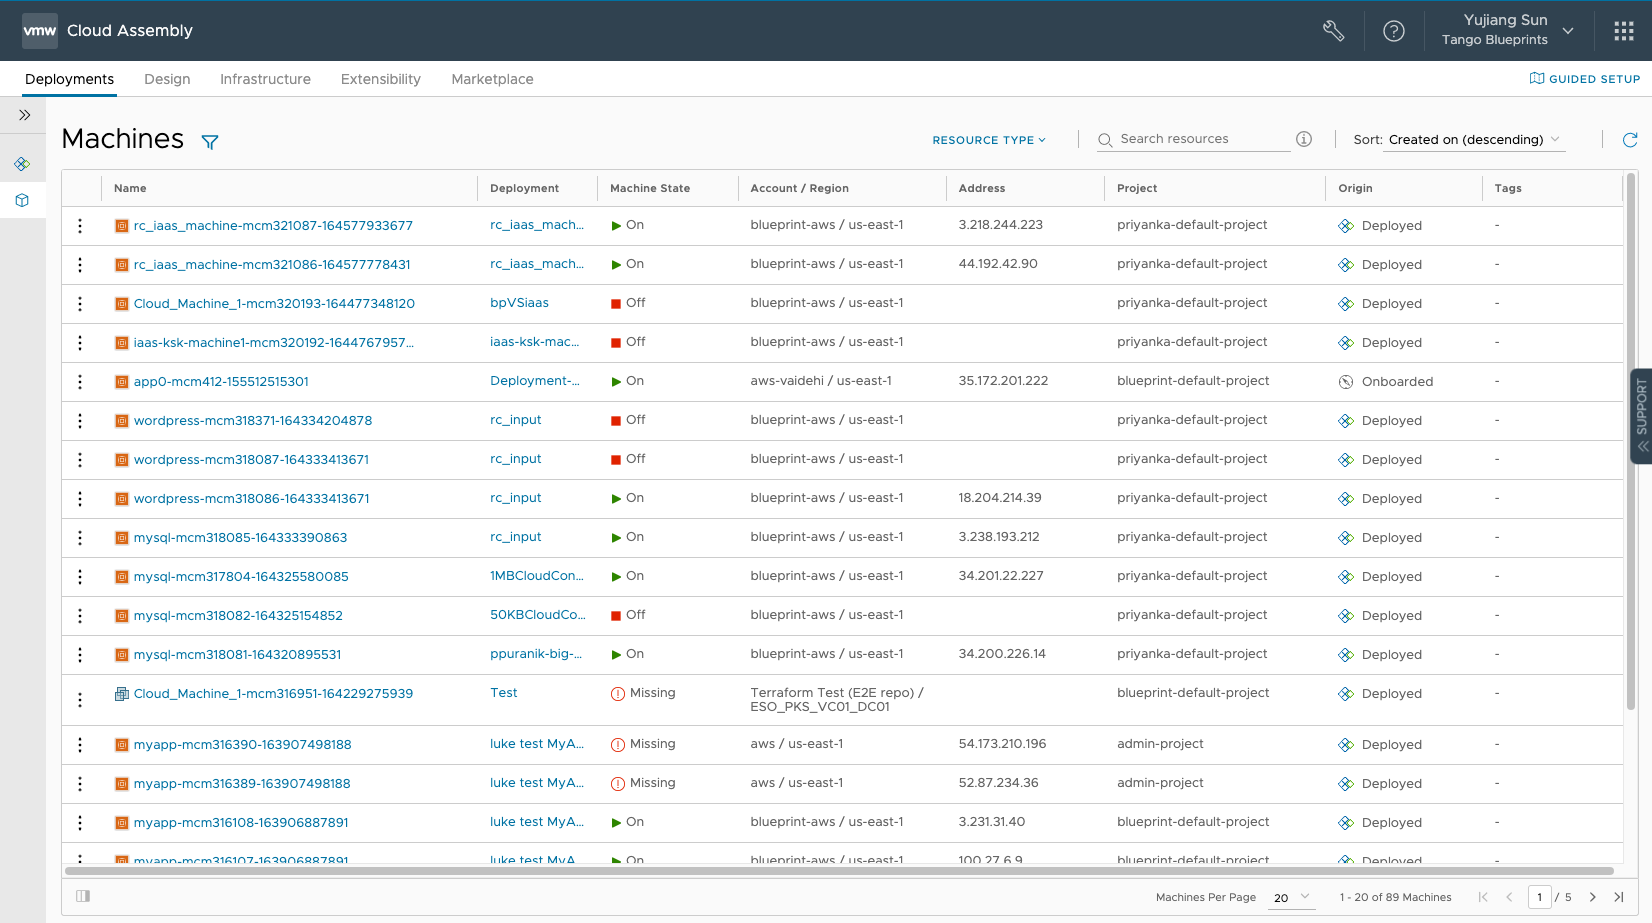 vmw Cloud Assembly
Yujiang Sun
Tango Blueprints
Deployments Design Infrastructure Extensibility Marketplace GUIDED SETUP
Machines RESOURCE TYPE Search resources Sort: Created on (descending)
Name Deployment Machine State Account / Region Address Project Origin Tags
rc_iaas_machine-mcm321087-164577933677 rc_iaas_mach... On blueprint-aws / us-east-1 3.218.244.223 priyanka-default-project Deployed -
rc_iaas_machine-mcm321086-164577778431 rc_iaas_mach... On blueprint-aws / us-east-1 44.192.42.90 priyanka-default-project Deployed -
Cloud_Machine_1-mcm320193-164477348120 bpVSiaas Off blueprint-aws / us-east-1 priyanka-default-project Deployed -
iaas-ksk-machine1-mcm320192-1644767957... iaas-ksk-mac... Off blueprint-aws / us-east-1 priyanka-default-project Deployed -
app0-mcm412-155512515301 Deployment-... On aws-vaidehi / us-east-1 35.172.201.222 blueprint-default-project Onboarded -
wordpress-mcm318371-164334204878 rc_input Off blueprint-aws / us-east-1 priyanka-default-project Deployed -
wordpress-mcm318087-164333413671 rc_input Off blueprint-aws / us-east-1 priyanka-default-project Deployed -
wordpress-mcm318086-164333413671 rc_input On blueprint-aws / us-east-1 18.204.214.39 priyanka-default-project Deployed -
mysql-mcm318085-164333390863 rc_input On blueprint-aws / us-east-1 3.238.193.212 priyanka-default-project Deployed -
mysql-mcm317804-164325580085 1MBCloudCon... On blueprint-aws / us-east-1 34.201.22.227 priyanka-default-project Deployed -
mysql-mcm318082-164325154852 50KBCloudCo... Off blueprint-aws / us-east-1 priyanka-default-project Deployed -
mysql-mcm318081-164320895531 ppuranik-big-... On blueprint-aws / us-east-1 34.200.226.14 priyanka-default-project Deployed -
Cloud_Machine_1-mcm316951-164229275939 Test Missing Terraform Test (E2E repo) / blueprint-default-project Deployed -
ESO_PKS_VC01_DC01
myapp-mcm316390-163907498188 luke test MyA... Missing aws / us-east-1 54.173.210.196 admin-project Deployed -
myapp-mcm316389-163907498188 luke test MyA... Missing aws / us-east-1 52.87.234.36 admin-project Deployed -
myapp-mcm316108-163906887891 luke test MyA... On blueprint-aws / us-east-1 3.231.31.40 blueprint-default-project Deployed -
myapp-mcm316107-163906887891 luke test MyA... On blueprint-aws / us-east-1 100.27.6.9 blueprint-default-project Deployed -
Machines Per Page 20 1 - 20 of 89 Machines 1 / 5
SUPPORT